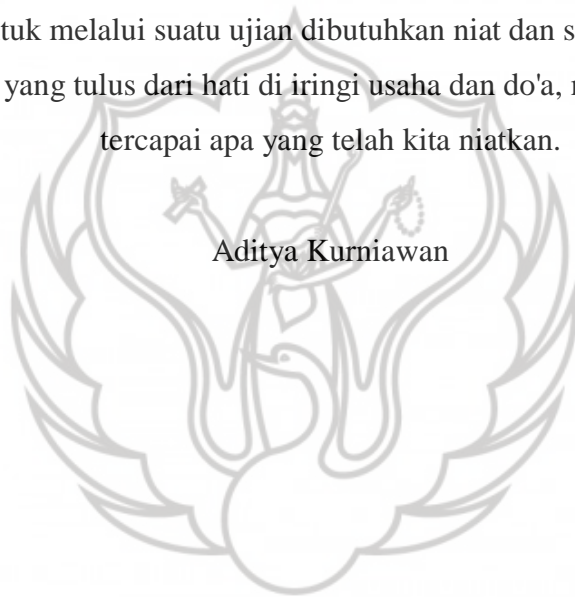 tuk melalui suatu ujian dibutuhkan niat dan s
yang tulus dari hati di iringi usaha dan do'a,
tercapai apa yang telah kita niatkan.
Aditya Kurniawan